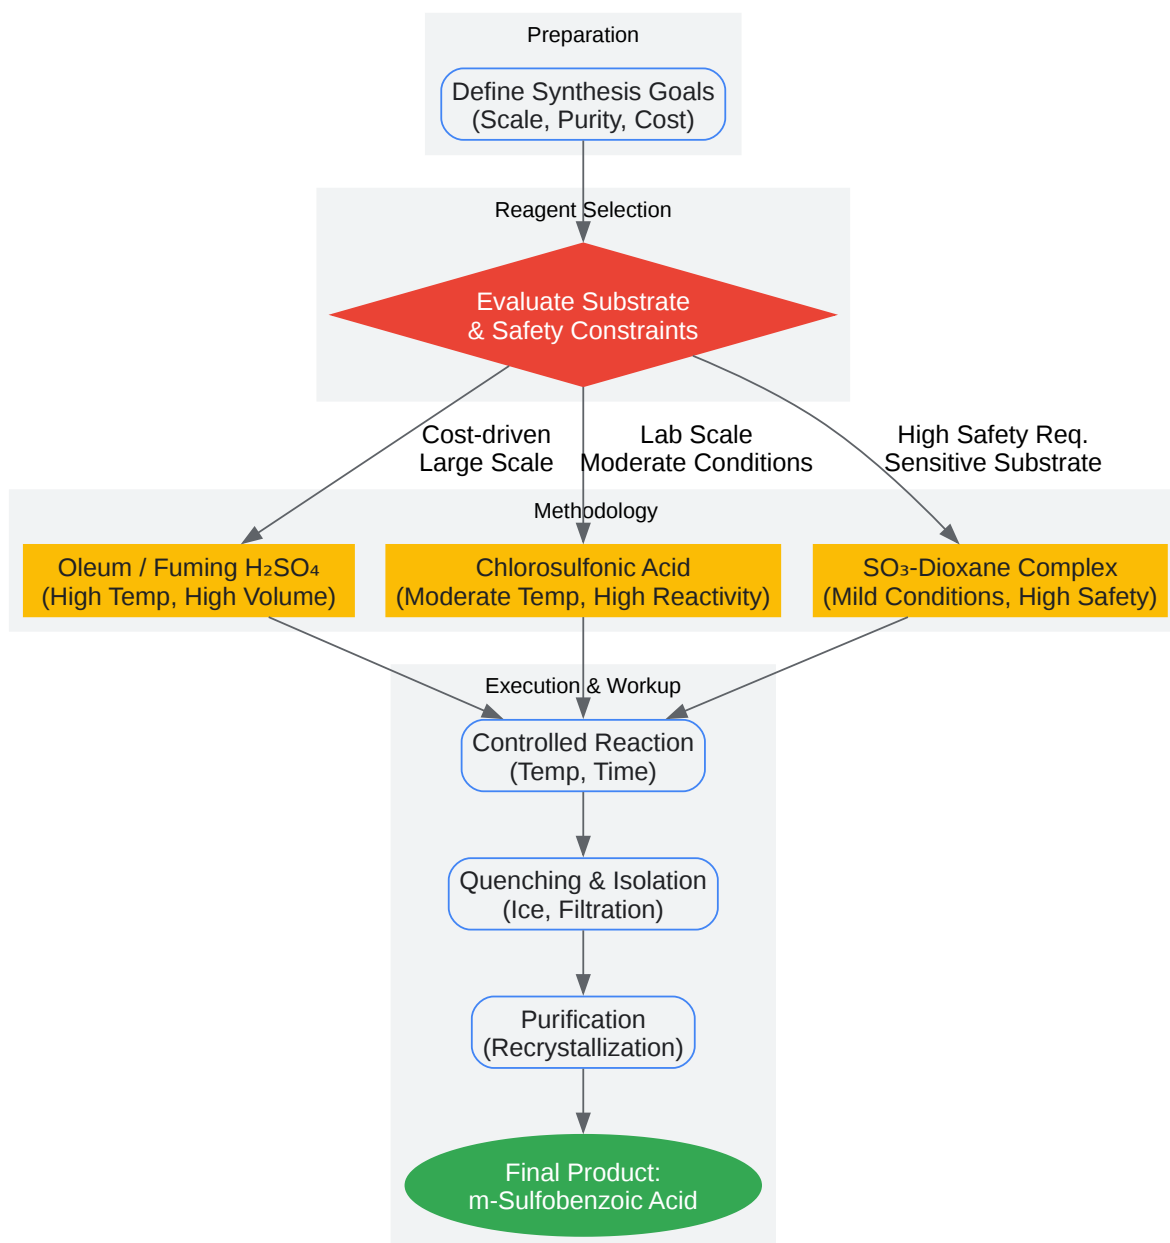 Preparation
Define Synthesis Goals
(Scale, Purity, Cost)
Reagent Selection
Evaluate Substrate
& Safety Constraints
Cost-driven
Large Scale
Lab Scale
Moderate Conditions
High Safety Req.
Sensitive Substrate
Methodology
Oleum / Fuming H₂SO₄
(High Temp, High Volume)
Chlorosulfonic Acid
(Moderate Temp, High Reactivity)
SO₃-Dioxane Complex
(Mild Conditions, High Safety)
Execution & Workup
Controlled Reaction
(Temp, Time)
Quenching & Isolation
(Ice, Filtration)
Purification
(Recrystallization)
Final Product:
m-Sulfobenzoic Acid